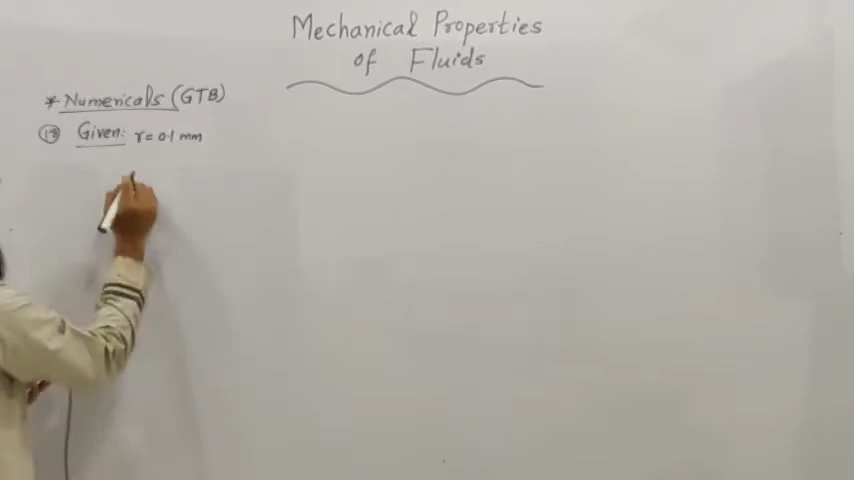 Mechanical Properties
of Fluids
* Numericals (GTB)
Given: r = 0.1 mm